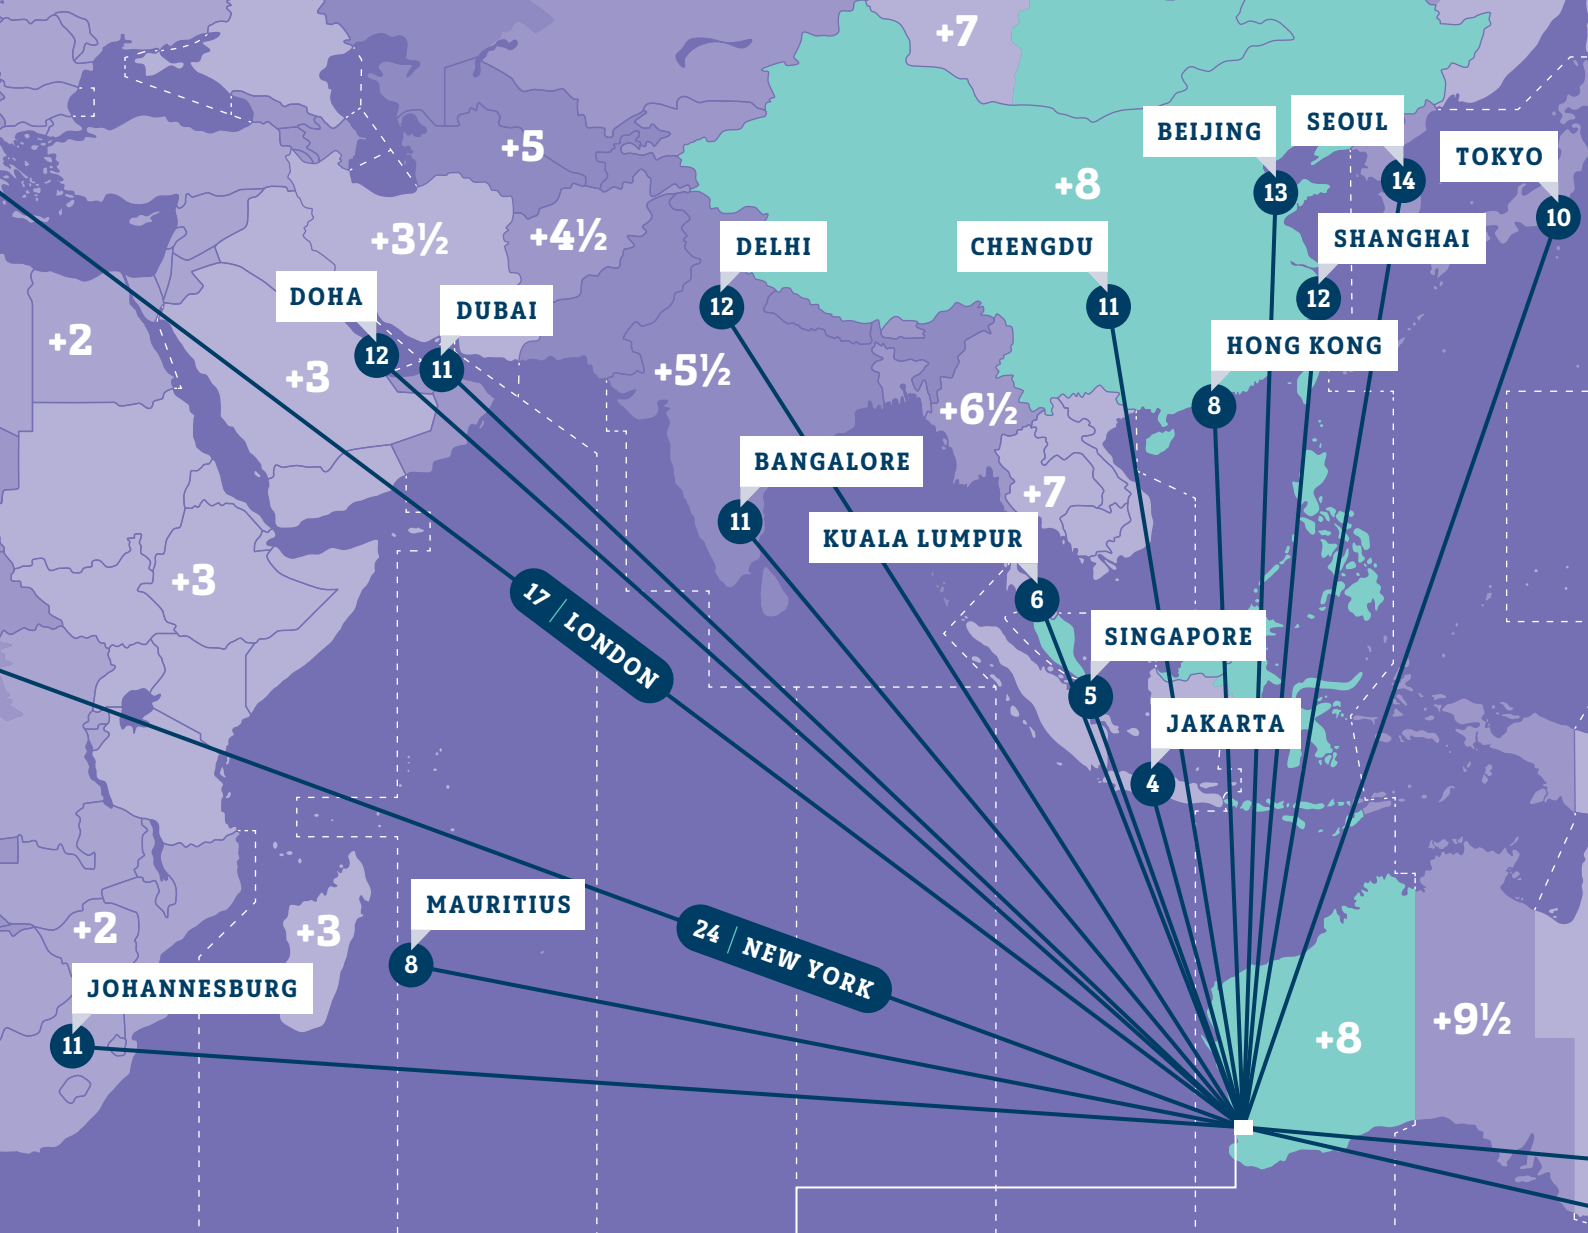 +7
BEIJING
SEOUL
TOKYO
+5
+8
13
14
10
+3½
+4½
DELHI
CHENGDU
SHANGHAI
DOHA
DUBAI
12
11
12
+2
HONG KONG
12
11
+3
+5½
8
+6½
BANGALORE
+7
11
KUALA LUMPUR
+3
17 | LONDON
6
SINGAPORE
5
JAKARTA
4
MAURITIUS
+2
+3
24 | NEW YORK
8
JOHANNESBURG
11
+8
+9½